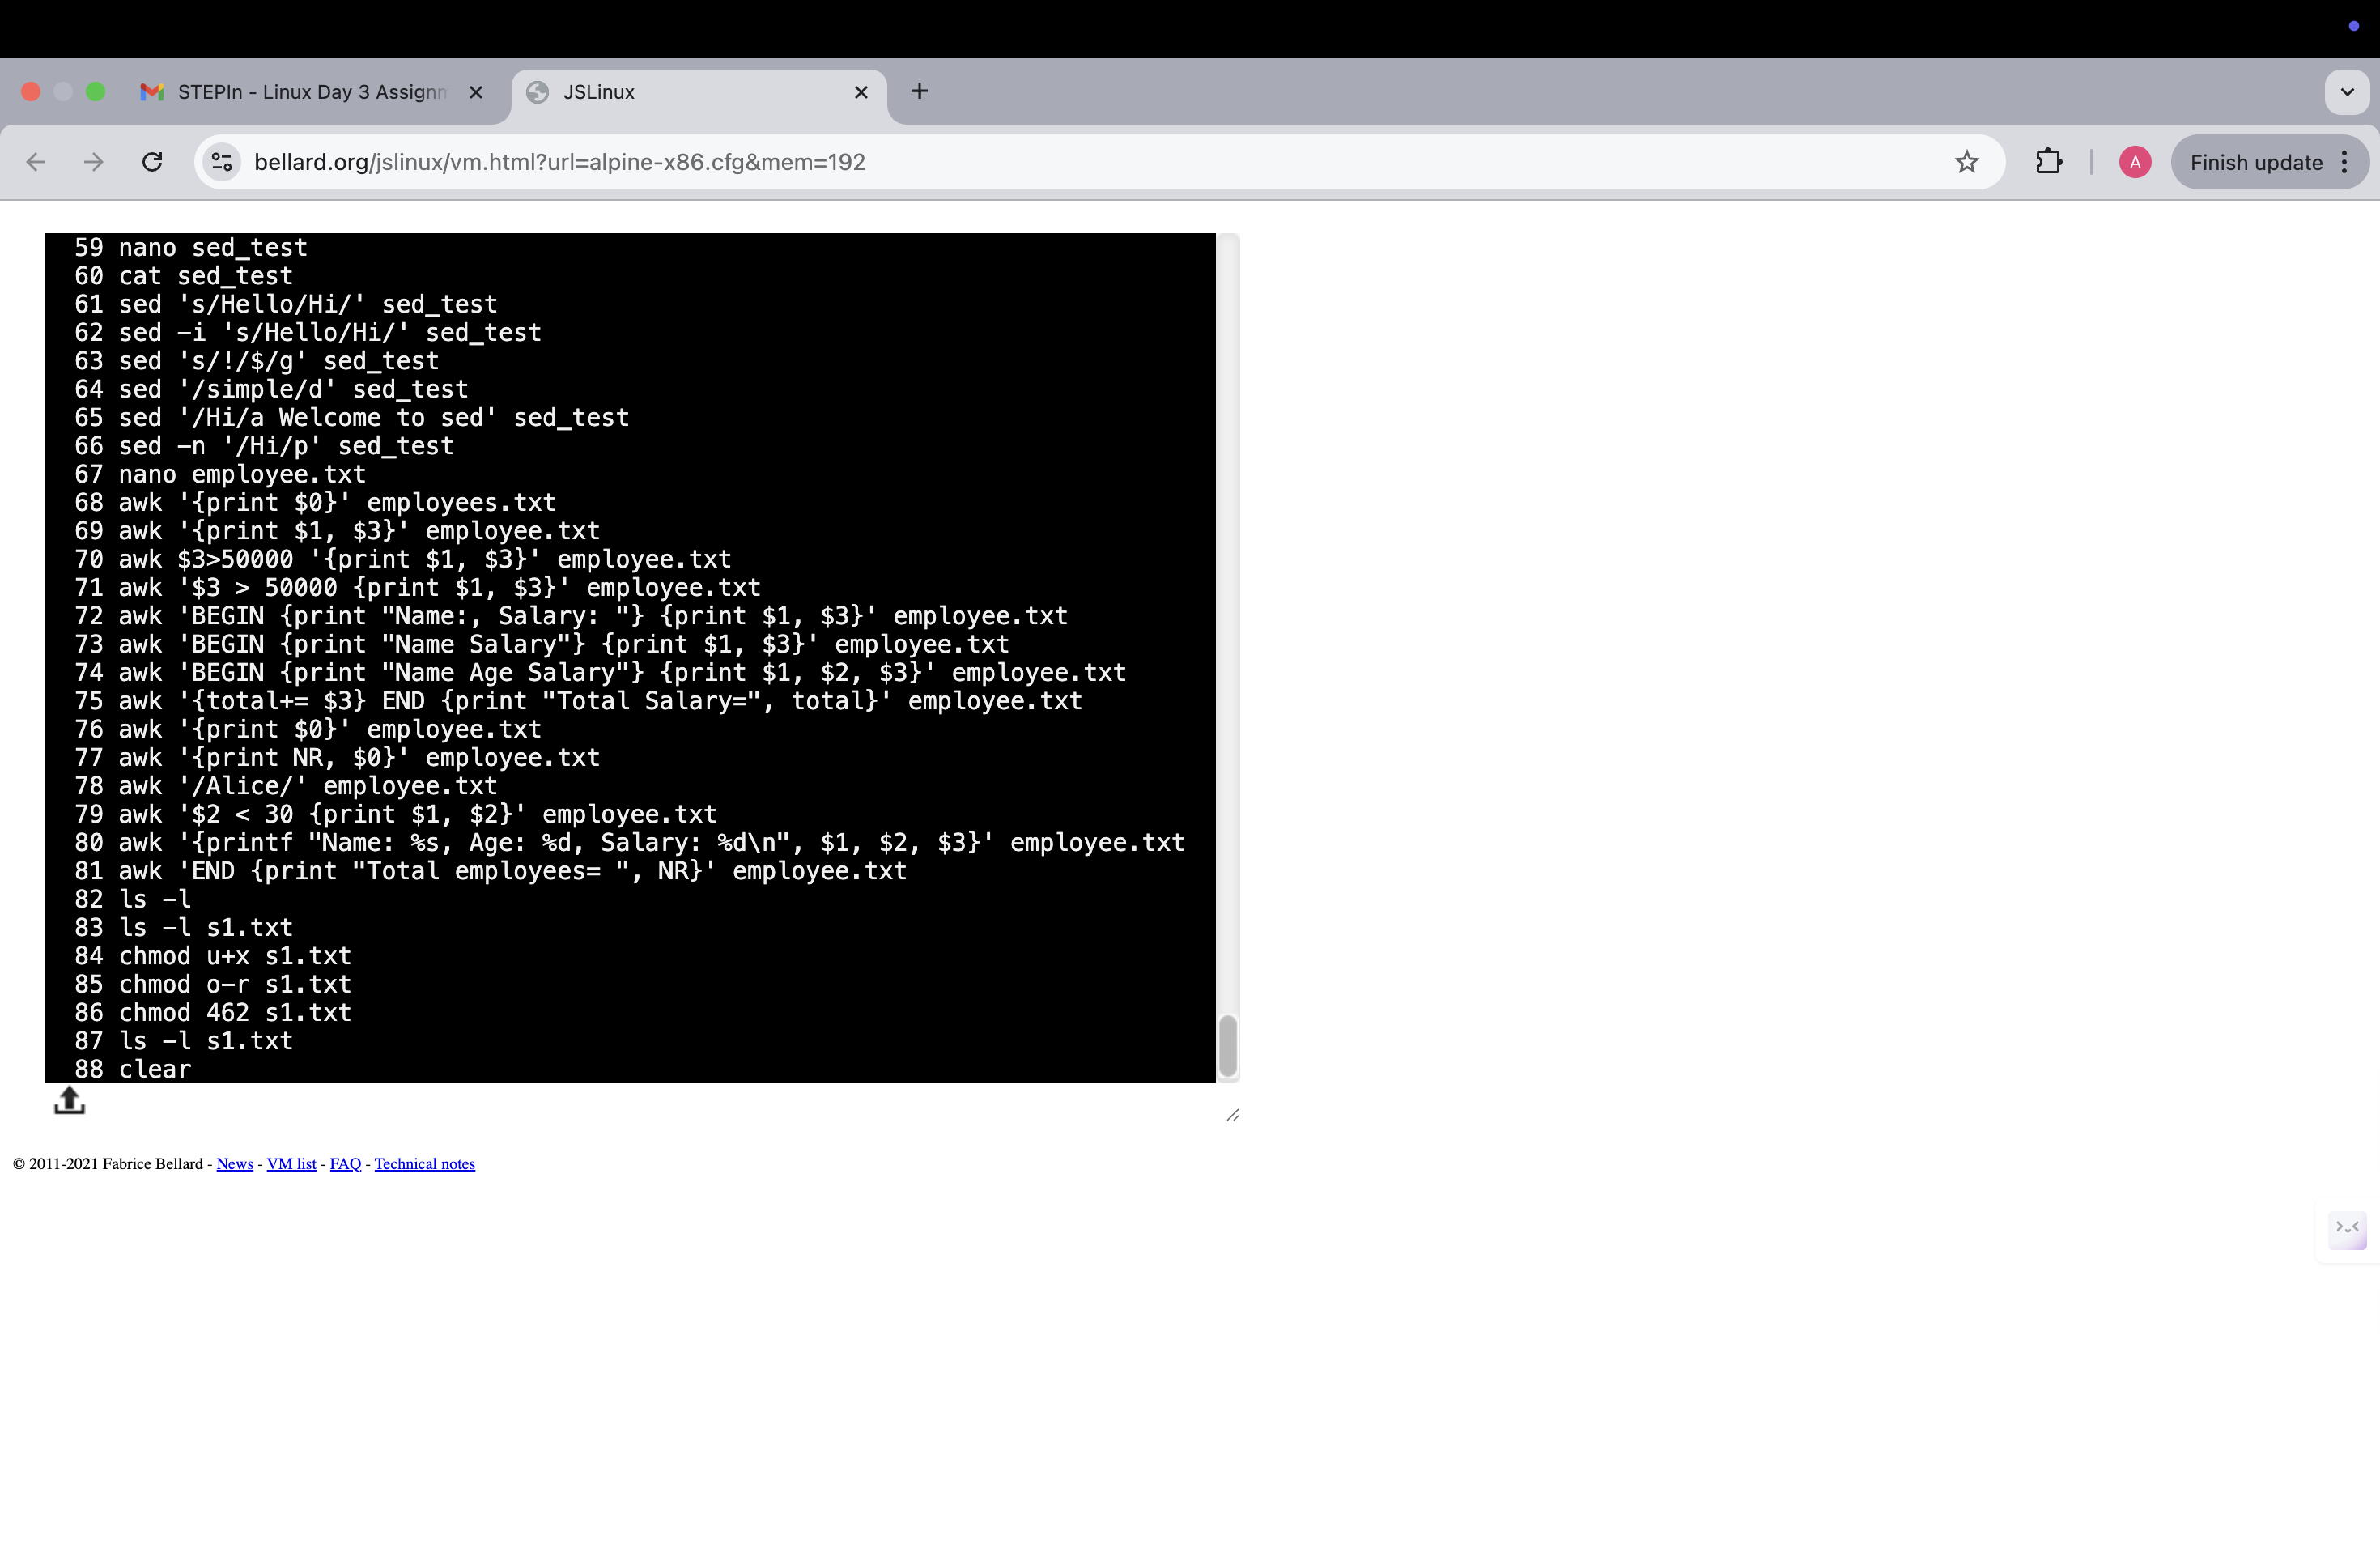 STEPIn - Linux Day 3 Assignm
JSLinux
bellard.org/jslinux/vm.html?url=alpine-x86.cfg&mem=192
A
Finish update
59 nano sed_test
60 cat sed_test
61 sed 's/Hello/Hi/' sed_test
62 sed -i 's/Hello/Hi/' sed_test
63 sed 's/!/$/g' sed_test
64 sed '/simple/d' sed_test
65 sed '/Hi/a Welcome to sed' sed_test
66 sed -n '/Hi/p' sed_test
67 nano employee.txt
68 awk '{print $0}' employees.txt
69 awk '{print $1, $3}' employee.txt
70 awk $3>50000 '{print $1, $3}' employee.txt
71 awk '$3 > 50000 {print $1, $3}' employee.txt
72 awk 'BEGIN {print "Name:, Salary: "} {print $1, $3}' employee.txt
73 awk 'BEGIN {print "Name Salary"} {print $1, $3}' employee.txt
74 awk 'BEGIN {print "Name Age Salary"} {print $1, $2, $3}' employee.txt
75 awk '{total+= $3} END {print "Total Salary=", total}' employee.txt
76 awk '{print $0}' employee.txt
77 awk '{print NR, $0}' employee.txt
78 awk '/Alice/' employee.txt
79 awk '$2 < 30 {print $1, $2}' employee.txt
80 awk '{printf "Name: %s, Age: %d, Salary: %d\n", $1, $2, $3}' employee.txt
81 awk 'END {print "Total employees= ", NR}' employee.txt
82 ls -l
83 ls -l s1.txt
84 chmod u+x s1.txt
85 chmod o-r s1.txt
86 chmod 462 s1.txt
87 ls -l s1.txt
88 clear
© 2011-2021 Fabrice Bellard - News - VM list - FAQ - Technical notes